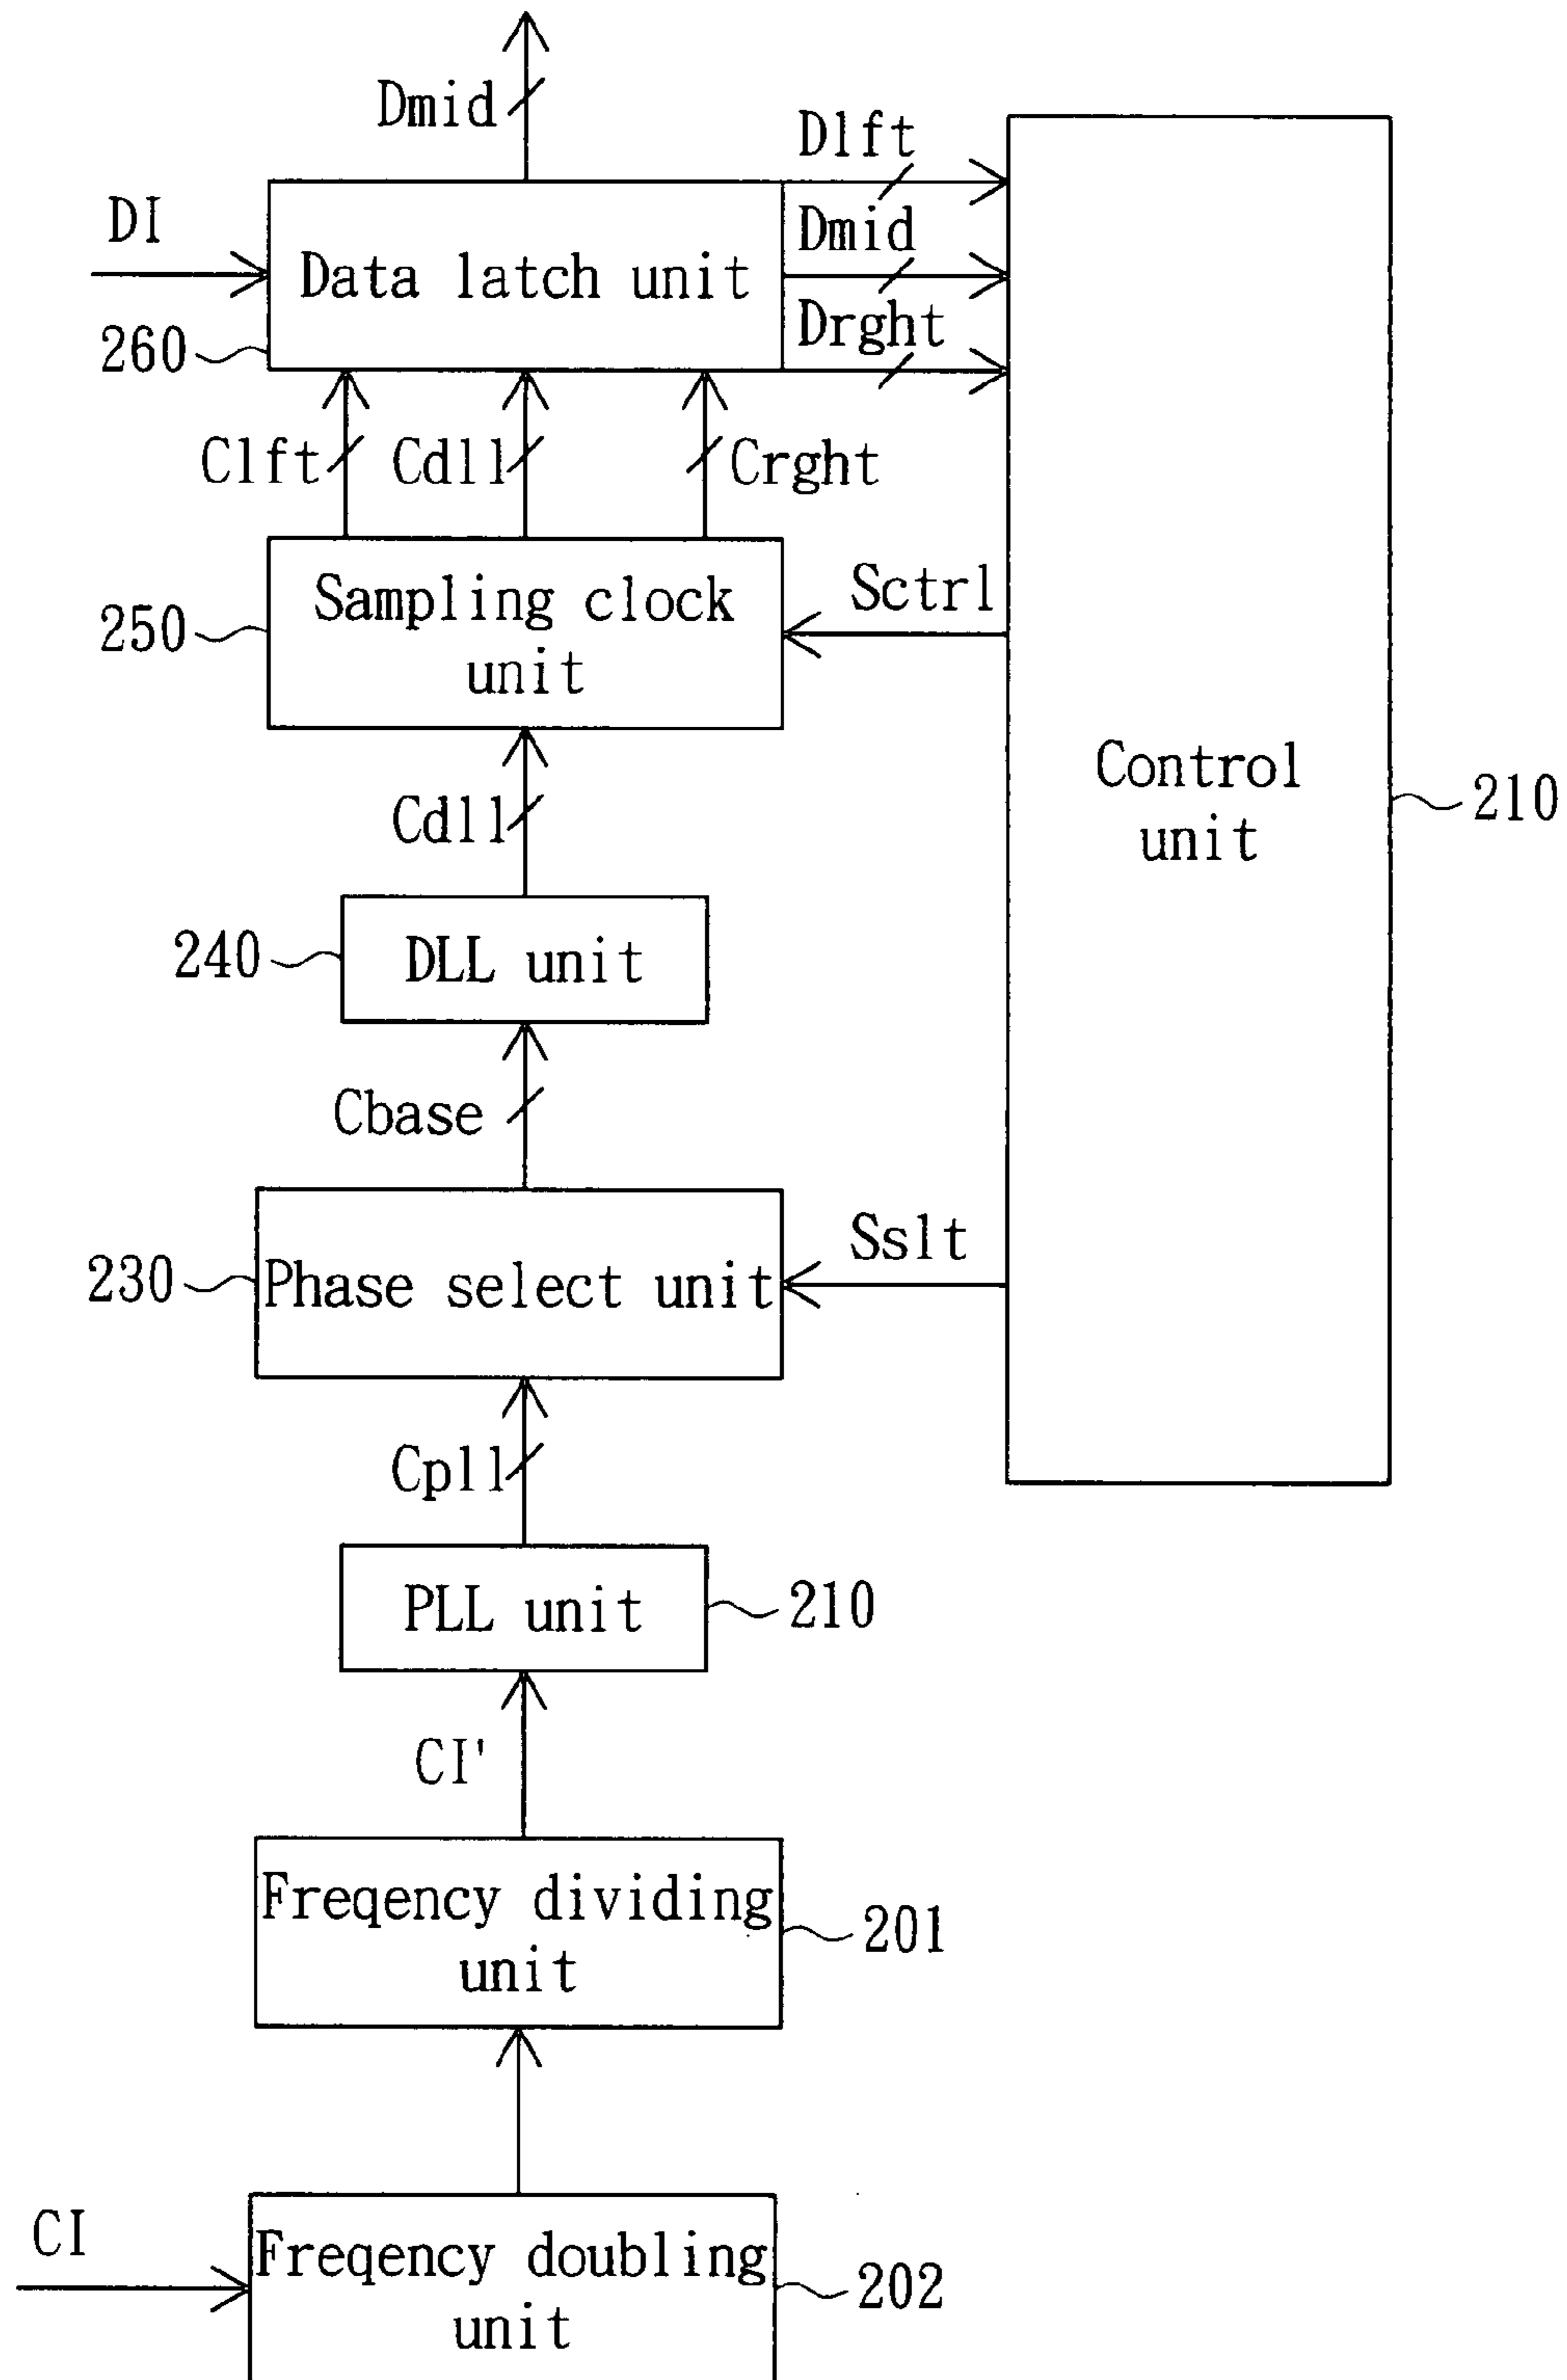 Dmid
Dlft
DI
Dmid
Data latch unit
Drght
260
Clft
Cdll
Crght
Sctrl
Sampling clock
unit
250
Control
unit
210
Cdll
240
DLL unit
Cbase
Sslt
230
Phase select unit
Cpll
PLL unit
210
CI'
Freqency dividing
unit
201
CI
Freqency doubling
unit
202